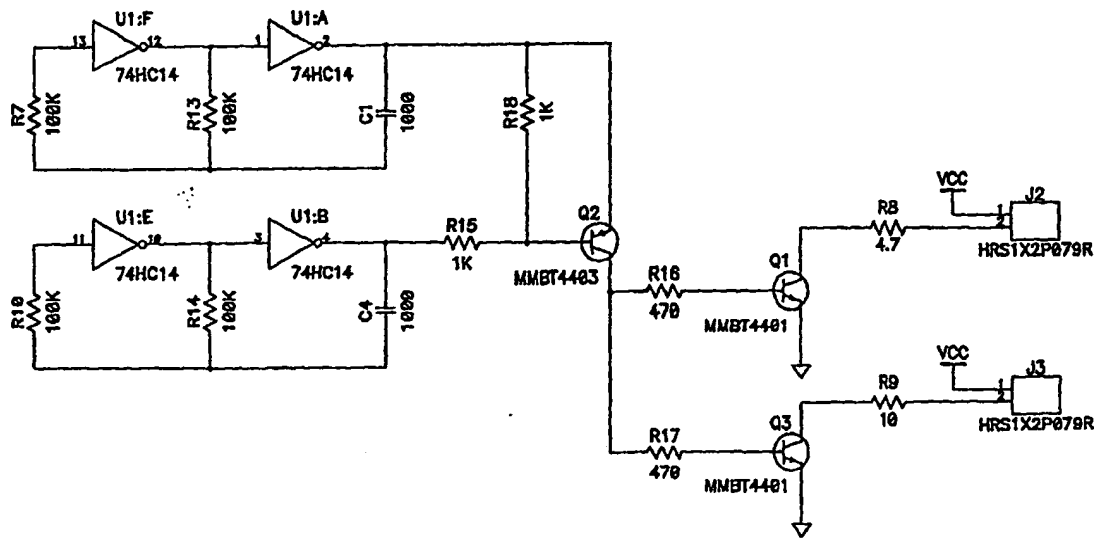 U1:F
13
12
74HC14
R7
100K
R13
100K
U1:A
1
2
74HC14
C1
1000
R18
1K
U1:E
11
10
74HC14
R10
100K
R14
100K
U1:B
3
4
74HC14
C4
1000
R15
1K
Q2
MMBT4403
R16
470
Q1
MMBT4401
R8
4.7
VCC
1
2
J2
HRS1X2P079R
R17
470
Q3
MMBT4401
R9
10
VCC
1
2
J3
HRS1X2P079R